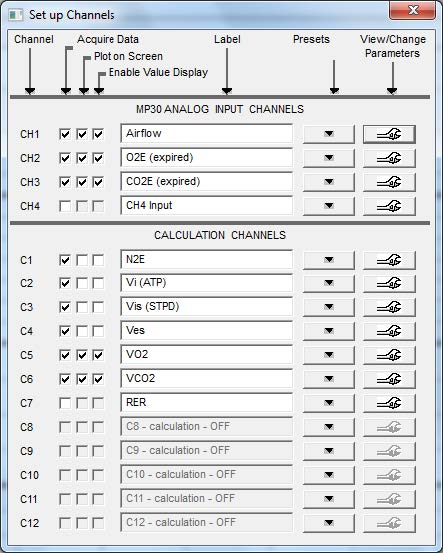 Set up Channels
Channel Acquire Data Label Presets View/Change
Plot on Screen Parameters
Enable Value Display
MP30 ANALOG INPUT CHANNELS
CH1 Airflow
CH2 O2E (expired)
CH3 CO2E (expired)
CH4 CH4 Input
CALCULATION CHANNELS
C1 N2E
C2 Vi (ATP)
C3 Vis (STPD)
C4 Ves
C5 VO2
C6 VCO2
C7 RER
C8 C8 - calculation - OFF
C9 C9 - calculation - OFF
C10 C10 - calculation - OFF
C11 C11 - calculation - OFF
C12 C12 - calculation - OFF